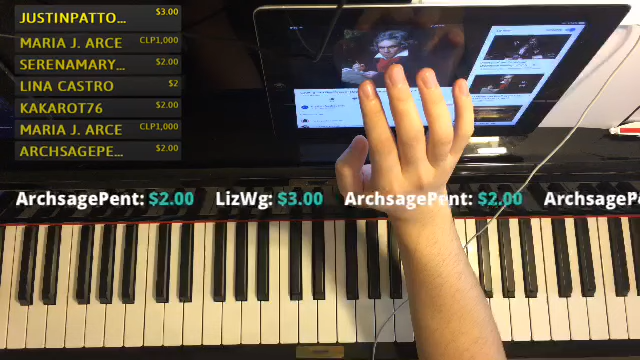 JUSTINPATTO... $3.00
MARIA J. ARCE CLP1,000
SERENAMARY... $2.00
LINA CASTRO $2
KAKAROT76 $2.00
MARIA J. ARCE CLP1,000
ARCHSAGEPE... $2.00
ArchsagePent: $2.00 LizWg: $3.00 ArchsagePent: $2.00 ArchsageP